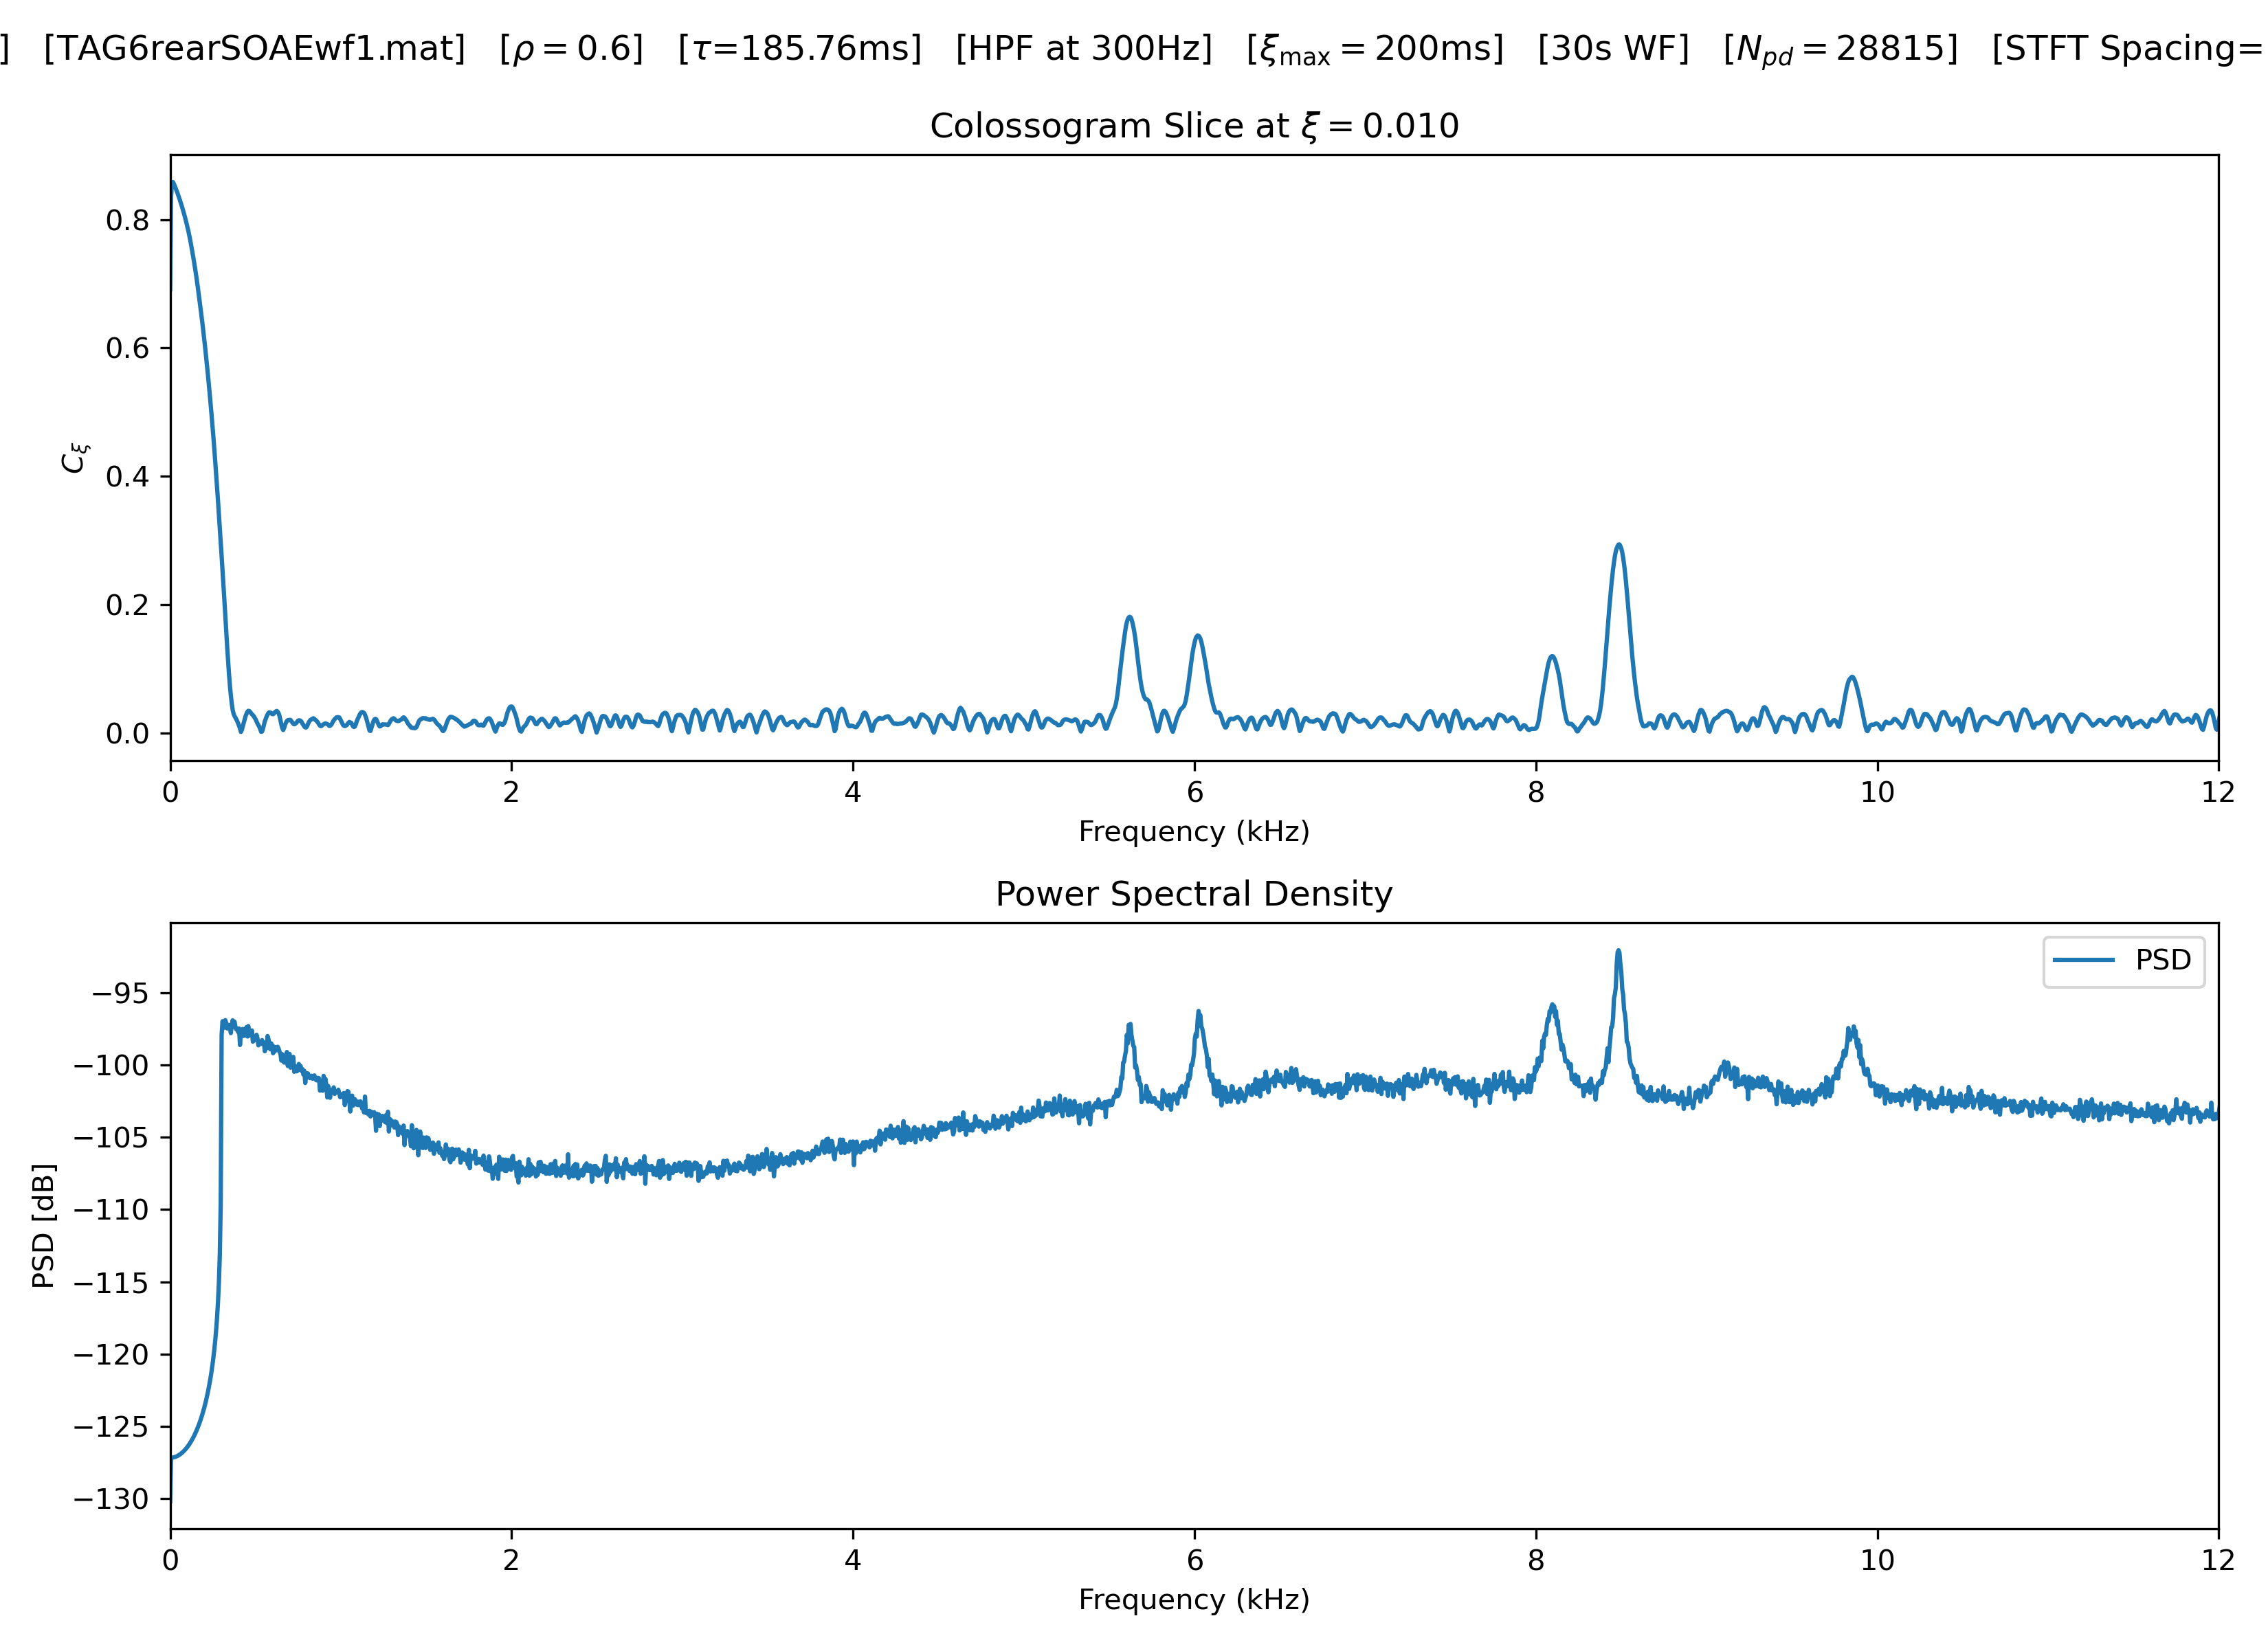 ] [TAG6rearSOAEwf1.mat] [ρ = 0.6] [τ=185.76ms] [HPF at 300Hz] [ξmax = 200ms] [30s WF] [Npd = 28815] [STFT Spacing=
Colossogram Slice at ξ = 0.010
Cξ
0.8
0.6
0.4
0.2
0.0
0 2 4 6 8 10 12
Frequency (kHz)
Power Spectral Density
PSD
PSD [dB]
−95
−100
−105
−110
−115
−120
−125
−130
0 2 4 6 8 10 12
Frequency (kHz)